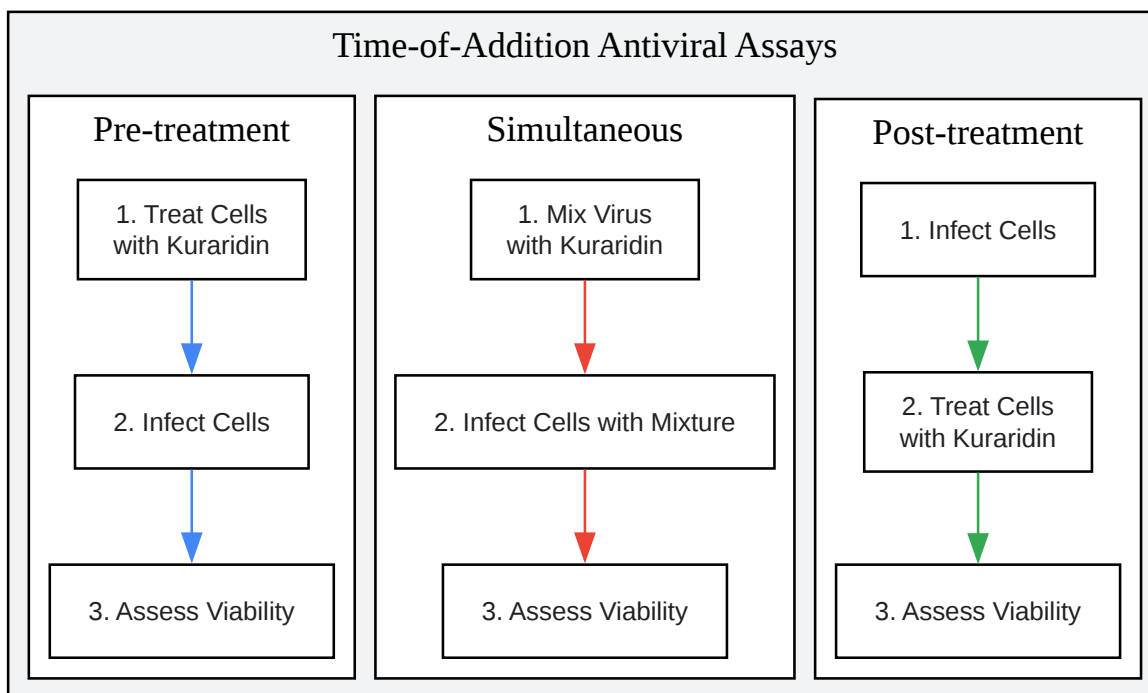 Time-of-Addition Antiviral Assays
Pre-treatment
1. Treat Cells
with Kuraridin
2. Infect Cells
3. Assess Viability
Simultaneous
1. Mix Virus
with Kuraridin
2. Infect Cells with Mixture
3. Assess Viability
Post-treatment
1. Infect Cells
2. Treat Cells
with Kuraridin
3. Assess Viability